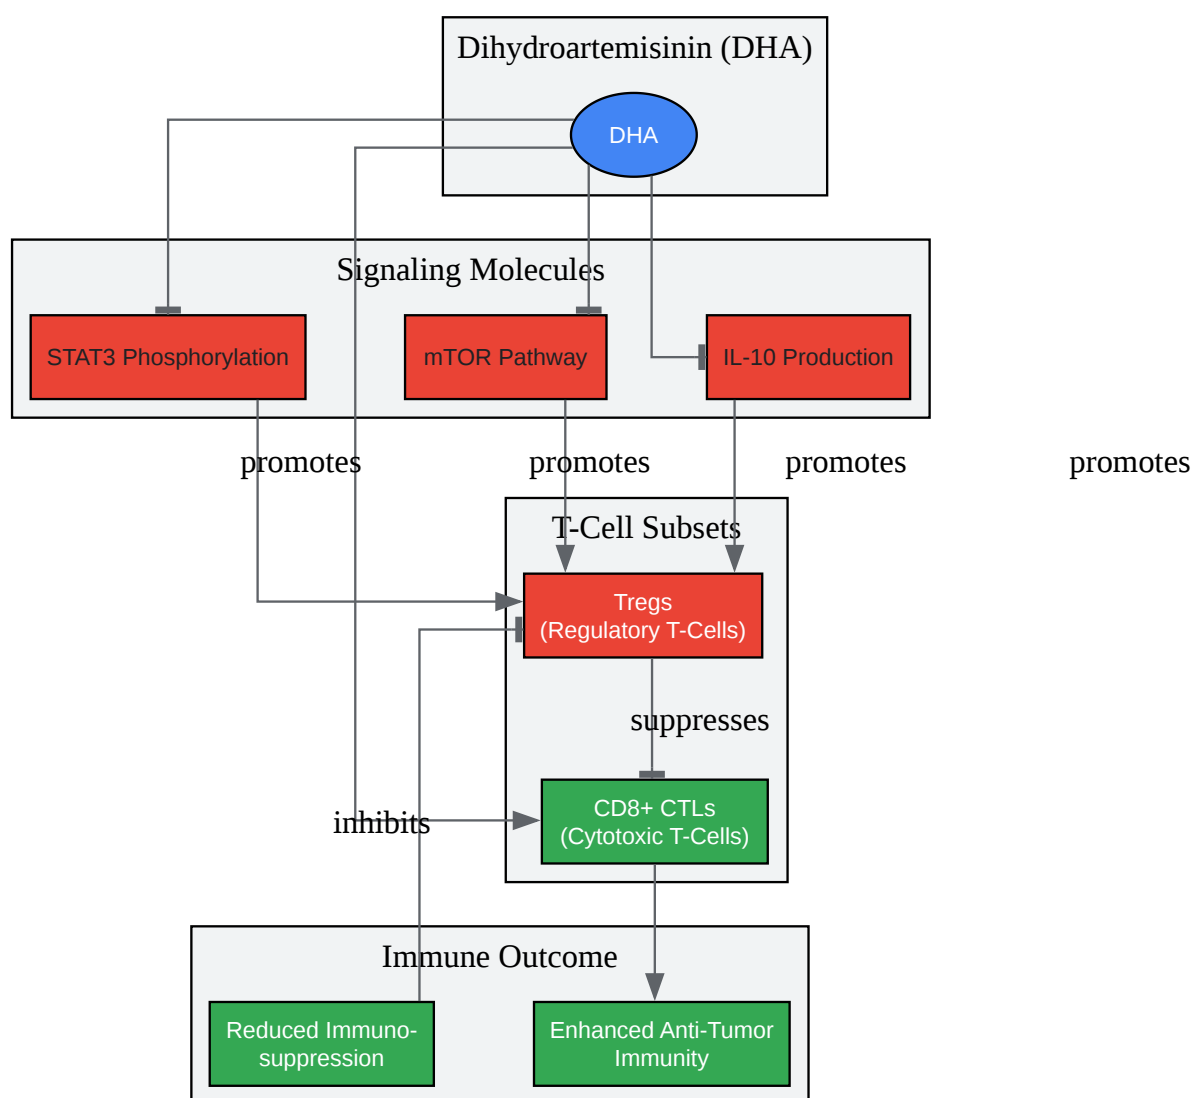 Dihydroartemisinin (DHA)
DHA
Signaling Molecules
STAT3 Phosphorylation
mTOR Pathway
IL-10 Production
promotes
promotes
promotes
promotes
T-Cell Subsets
Tregs
(Regulatory T-Cells)
suppresses
CD8+ CTLs
(Cytotoxic T-Cells)
inhibits
Immune Outcome
Reduced Immuno-
suppression
Enhanced Anti-Tumor
Immunity